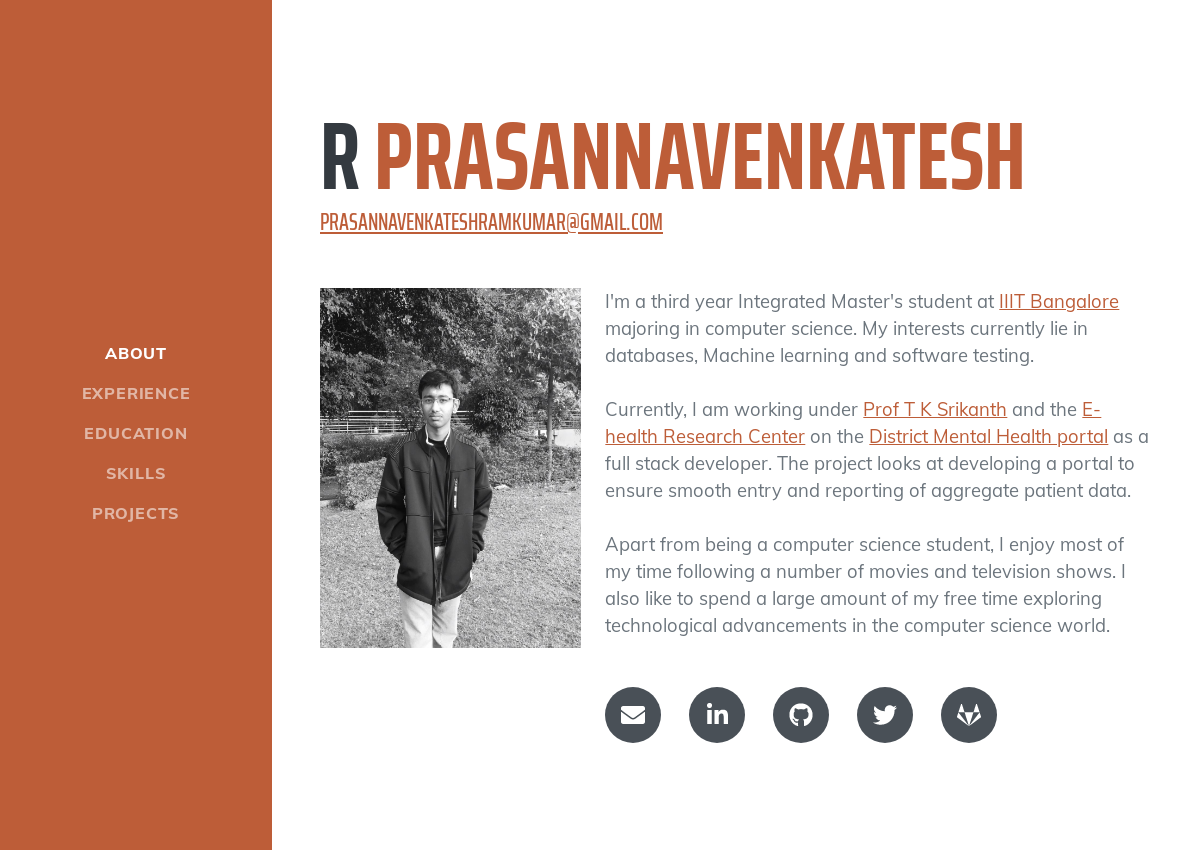 ABOUT
EXPERIENCE
EDUCATION
SKILLS
PROJECTS
R PRASANNAVENKATESH
PRASANNAVENKATESHRAMKUMAR@GMAIL.COM
I'm a third year Integrated Master's student at IIIT Bangalore
majoring in computer science. My interests currently lie in
databases, Machine learning and software testing.
Currently, I am working under Prof T K Srikanth and the E-
health Research Center on the District Mental Health portal as a
full stack developer. The project looks at developing a portal to
ensure smooth entry and reporting of aggregate patient data.
Apart from being a computer science student, I enjoy most of
my time following a number of movies and television shows. I
also like to spend a large amount of my free time exploring
technological advancements in the computer science world.